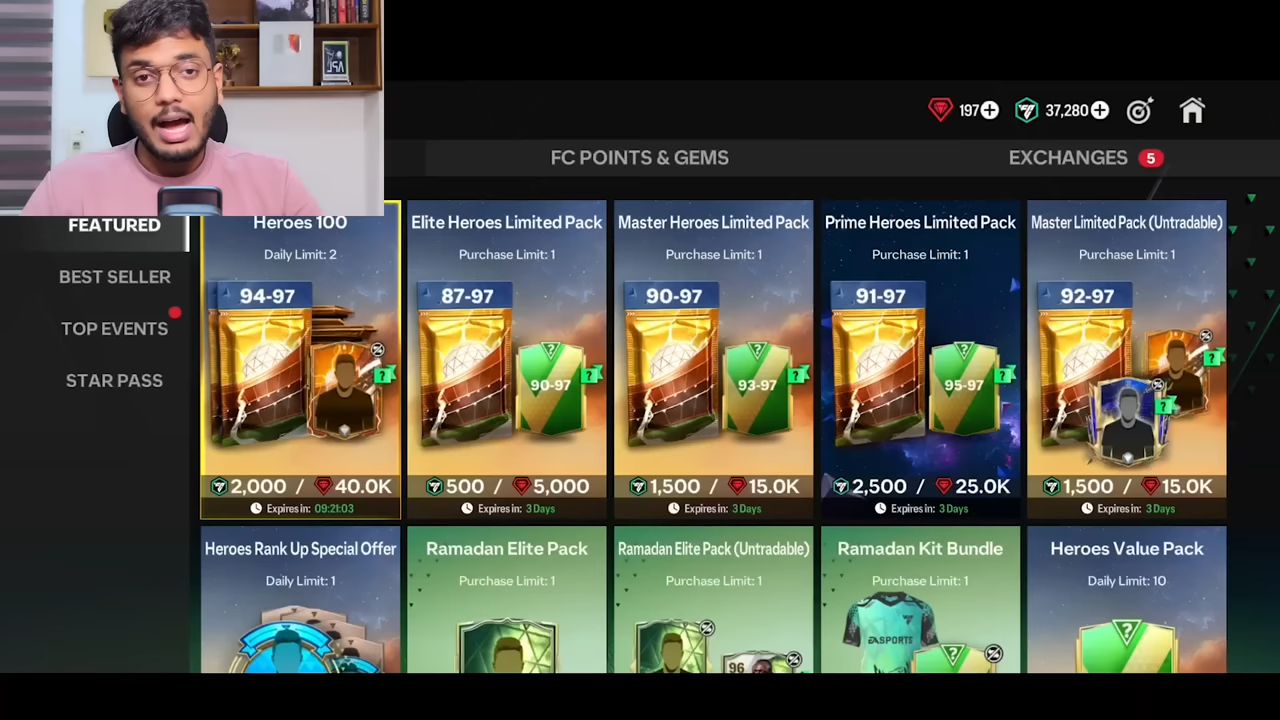 197
37,280
FC POINTS & GEMS
EXCHANGES 5
FEATURED
BEST SELLER
TOP EVENTS
STAR PASS
Heroes 100
Daily Limit: 2
94-97
2,000 / 40.0K
Expires in: 09:21:03
Elite Heroes Limited Pack
Purchase Limit: 1
87-97
?
90-97
?
500 / 5,000
Expires in: 3 Days
Master Heroes Limited Pack
Purchase Limit: 1
90-97
?
93-97
?
1,500 / 15.0K
Expires in: 3 Days
Prime Heroes Limited Pack
Purchase Limit: 1
91-97
?
95-97
?
2,500 / 25.0K
Expires in: 3 Days
Master Limited Pack (Untradable)
Purchase Limit: 1
92-97
?
?
1,500 / 15.0K
Expires in: 3 Days
Heroes Rank Up Special Offer
Daily Limit: 1
Ramadan Elite Pack
Purchase Limit: 1
Ramadan Elite Pack (Untradable)
Purchase Limit: 1
96
Ramadan Kit Bundle
Purchase Limit: 1
EA SPORTS
?
Heroes Value Pack
Daily Limit: 10
?